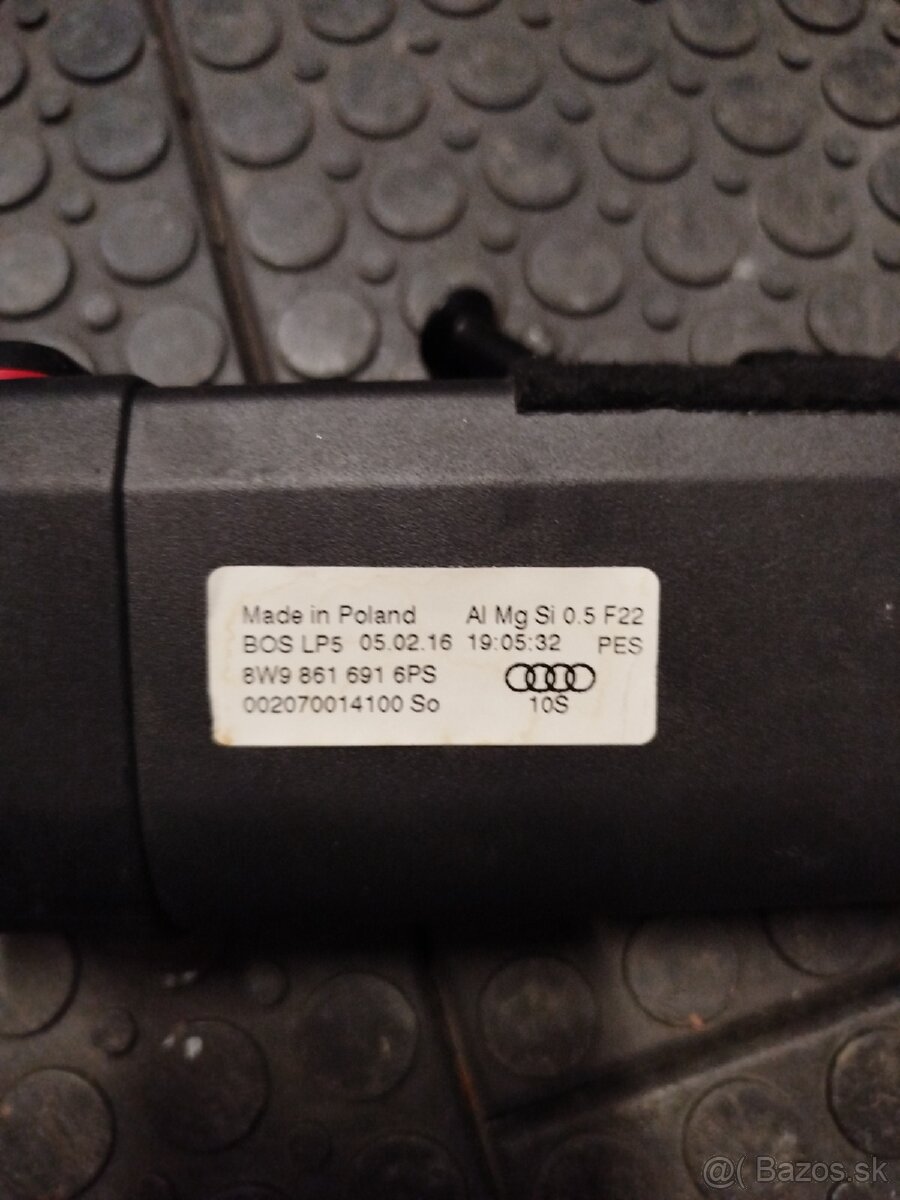 Made in Poland Al Mg Si 0.5 F22
BOS LP5 05.02.16 19:05:32 PES
8W9 861 691 6PS
002070014100 So 10S
@( Bazos.sk